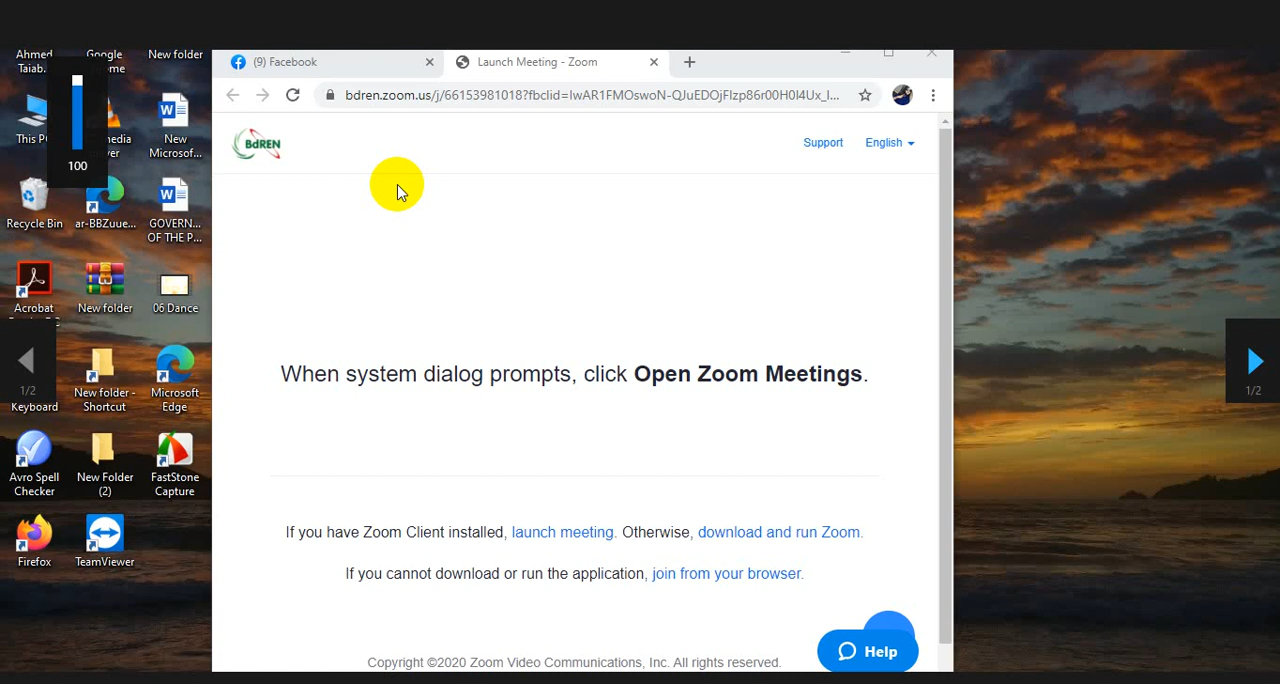 Ahmed
Taiab.
Google
ome
New folder
This P
media
yer
New
Microsof...
100
Recycle Bin
ar-BBZuue...
GOVERN...
OF THE P...
Acrobat
New folder
06 Dance
1/2
Keyboard
New folder -
Shortcut
Microsoft
Edge
Avro Spell
Checker
New Folder
(2)
FastStone
Capture
Firefox
TeamViewer
(9) Facebook
Launch Meeting - Zoom
bdren.zoom.us/j/66153981018?fbclid=IwAR1FMOswoN-QJuEDOjFlzp86r00H0l4Ux_I...
BdREN
Support
English
When system dialog prompts, click Open Zoom Meetings.
If you have Zoom Client installed, launch meeting. Otherwise, download and run Zoom.
If you cannot download or run the application, join from your browser.
Help
Copyright ©2020 Zoom Video Communications, Inc. All rights reserved.
1/2